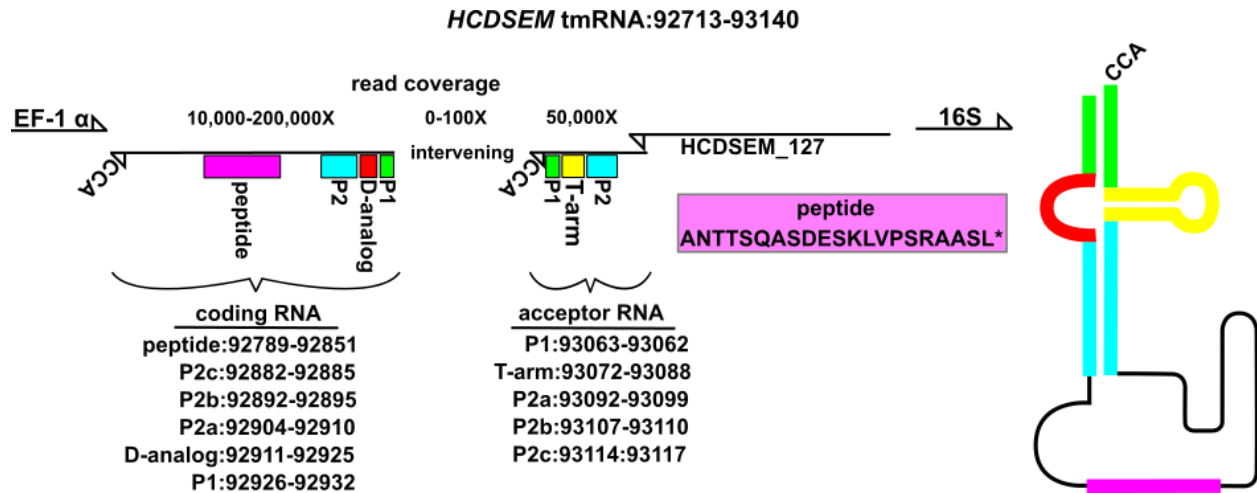 HCDSEM tmRNA:92713-93140
read coverage
EF-1 α
10,000-200,000X
0-100X
50,000X
16S
intervening
HCDSEM_127
CCA
peptide
P2
D-analog
P1
CCA
P1
T-arm
P2
CCA
peptide
ANTTSQASDESKLVPSRAASL*
coding RNA
peptide:92789-92851
P2c:92882-92885
P2b:92892-92895
P2a:92904-92910
D-analog:92911-92925
P1:92926-92932
acceptor RNA
P1:93063-93062
T-arm:93072-93088
P2a:93092-93099
P2b:93107-93110
P2c:93114:93117